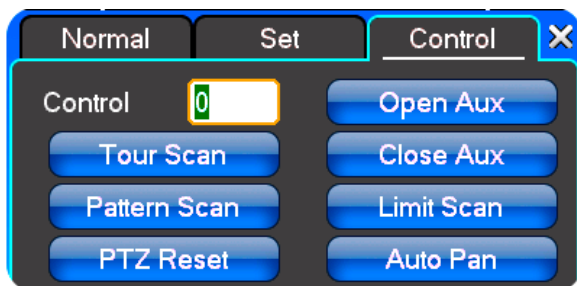 Normal Set Control
Control 0 Open Aux
Tour Scan Close Aux
Pattern Scan Limit Scan
PTZ Reset Auto Pan